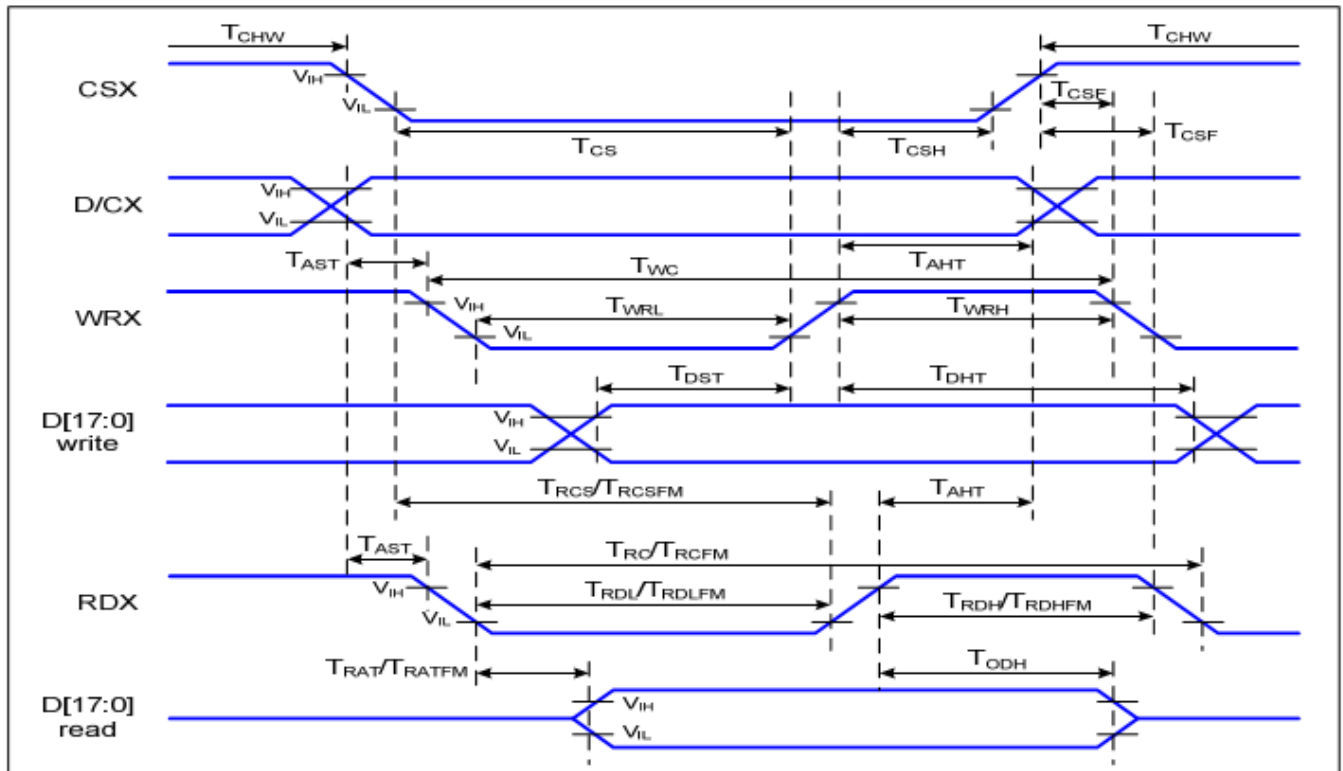 TCHW TCHW
CSX VIH
VIL
TCSF
TCS TCSH TCSF
D/CX VIH
VIL
TAST TWC TAHT
WRX VIH
VIL
TWRL TWRH
TDST TDHT
D[17:0]
write
VIH
VIL
TRCS/TRCSFM TAHT
TAST TRC/TRCFM
RDX VIH
VIL
TRDL/TRDLFM TRDH/TRDHFM
TRAT/TRATFM TODH
D[17:0]
read
VIH
VIL